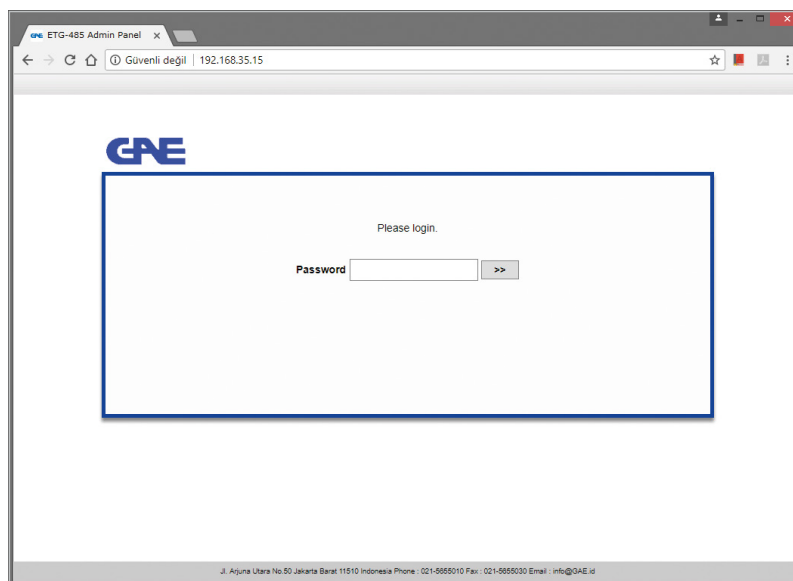 GAE ETG-485 Admin Panel
Güvenli değil 192.168.35.15
GAE
Please login.
Password >>
Jl. Arjuna Utara No.50 Jakarta Barat 11510 Indonesia Phone : 021-5655010 Fax : 021-5655030 Email : info@GAE.id